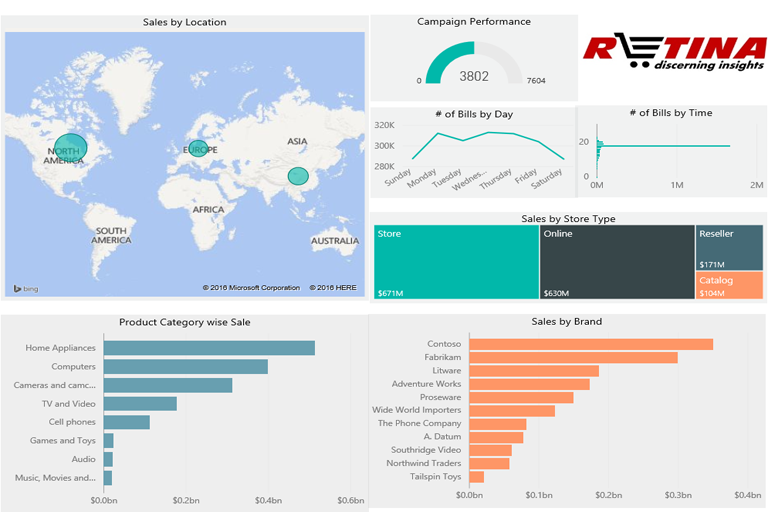 Sales by Location
NORTH
AMERICA
EUROPE
ASIA
AFRICA
SOUTH
AMERICA
AUSTRALIA
bing
© 2016 Microsoft Corporation © 2016 HERE
Campaign Performance
0
3802
7604
RETINA
discerning insights
# of Bills by Day
320K
300K
280K
Sunday
Monday
Tuesday
Wednes...
Thursday
Friday
Saturday
# of Bills by Time
20
0
0M
1M
2M
Sales by Store Type
Store
$671M
Online
$630M
Reseller
$171M
Catalog
$104M
Product Category wise Sale
Home Appliances
Computers
Cameras and camc...
TV and Video
Cell phones
Games and Toys
Audio
Music, Movies and...
$0.0bn
$0.2bn
$0.4bn
$0.6bn
Sales by Brand
Contoso
Fabrikam
Litware
Adventure Works
Proseware
Wide World Importers
The Phone Company
A. Datum
Southridge Video
Northwind Traders
Tailspin Toys
$0.0bn
$0.1bn
$0.2bn
$0.3bn
$0.4bn